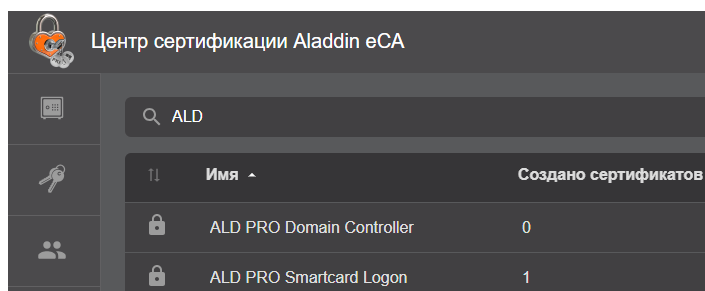 Центр сертификации Aladdin eCA
ALD
Имя Создано сертификатов
ALD PRO Domain Controller 0
ALD PRO Smartcard Logon 1